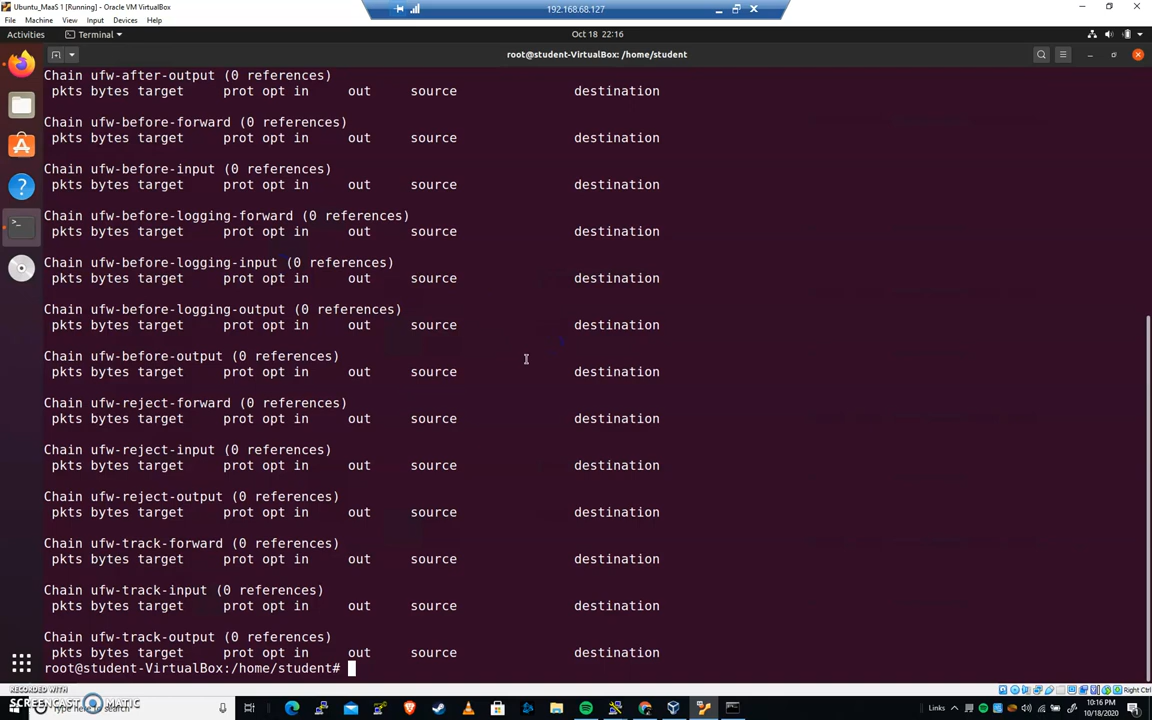 Ubuntu_MaaS 1 [Running] - Oracle VM VirtualBox
192.168.68.127
File Machine View Input Devices Help
Activities Terminal Oct 18 22:16
root@student-VirtualBox: /home/student
Chain ufw-after-output (0 references)
pkts bytes target prot opt in out source destination
Chain ufw-before-forward (0 references)
pkts bytes target prot opt in out source destination
Chain ufw-before-input (0 references)
pkts bytes target prot opt in out source destination
Chain ufw-before-logging-forward (0 references)
pkts bytes target prot opt in out source destination
Chain ufw-before-logging-input (0 references)
pkts bytes target prot opt in out source destination
Chain ufw-before-logging-output (0 references)
pkts bytes target prot opt in out source destination
Chain ufw-before-output (0 references)
pkts bytes target prot opt in out source destination
Chain ufw-reject-forward (0 references)
pkts bytes target prot opt in out source destination
Chain ufw-reject-input (0 references)
pkts bytes target prot opt in out source destination
Chain ufw-reject-output (0 references)
pkts bytes target prot opt in out source destination
Chain ufw-track-forward (0 references)
pkts bytes target prot opt in out source destination
Chain ufw-track-input (0 references)
pkts bytes target prot opt in out source destination
Chain ufw-track-output (0 references)
pkts bytes target prot opt in out source destination
root@student-VirtualBox:/home/student#
Right Ctrl
RECORDED WITH
SCREENCAST MATIC
Type here to search
Links
10:16 PM
10/18/2020